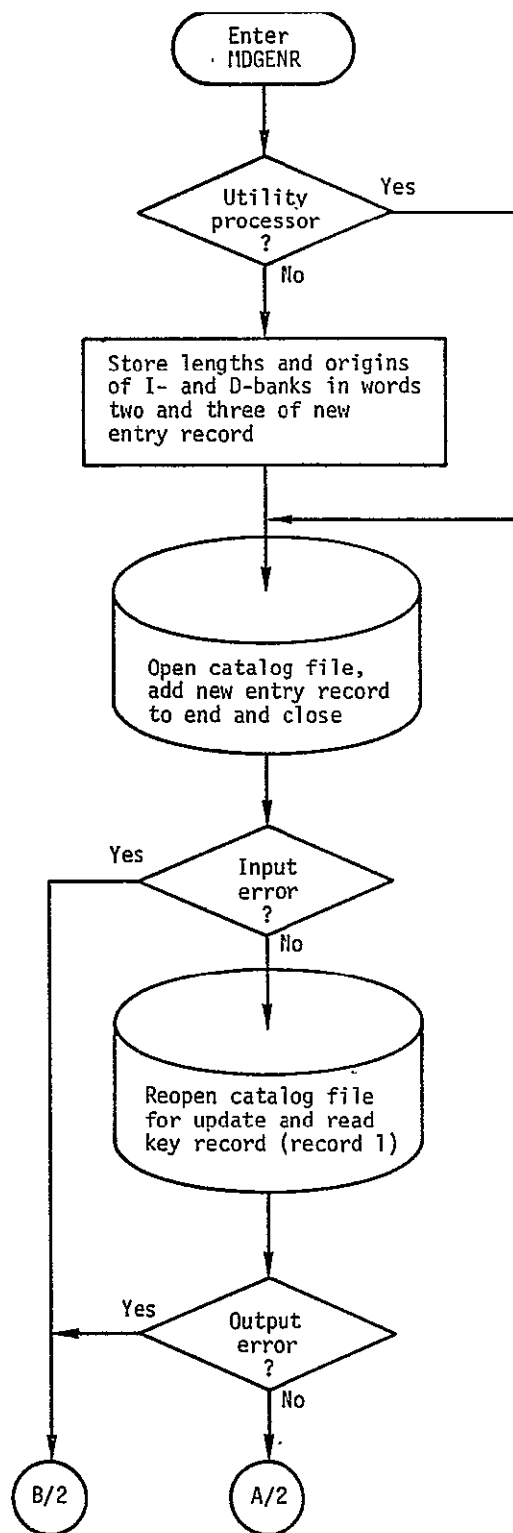 Enter
MDGENR
Utility
processor
?
Yes
No
Store lengths and origins
of I- and D-banks in words
two and three of new
entry record
Open catalog file,
add new entry record
to end and close
Yes
Input
error
?
No
Reopen catalog file
for update and read
key record (record 1)
Yes
Output
error
?
No
B/2
A/2